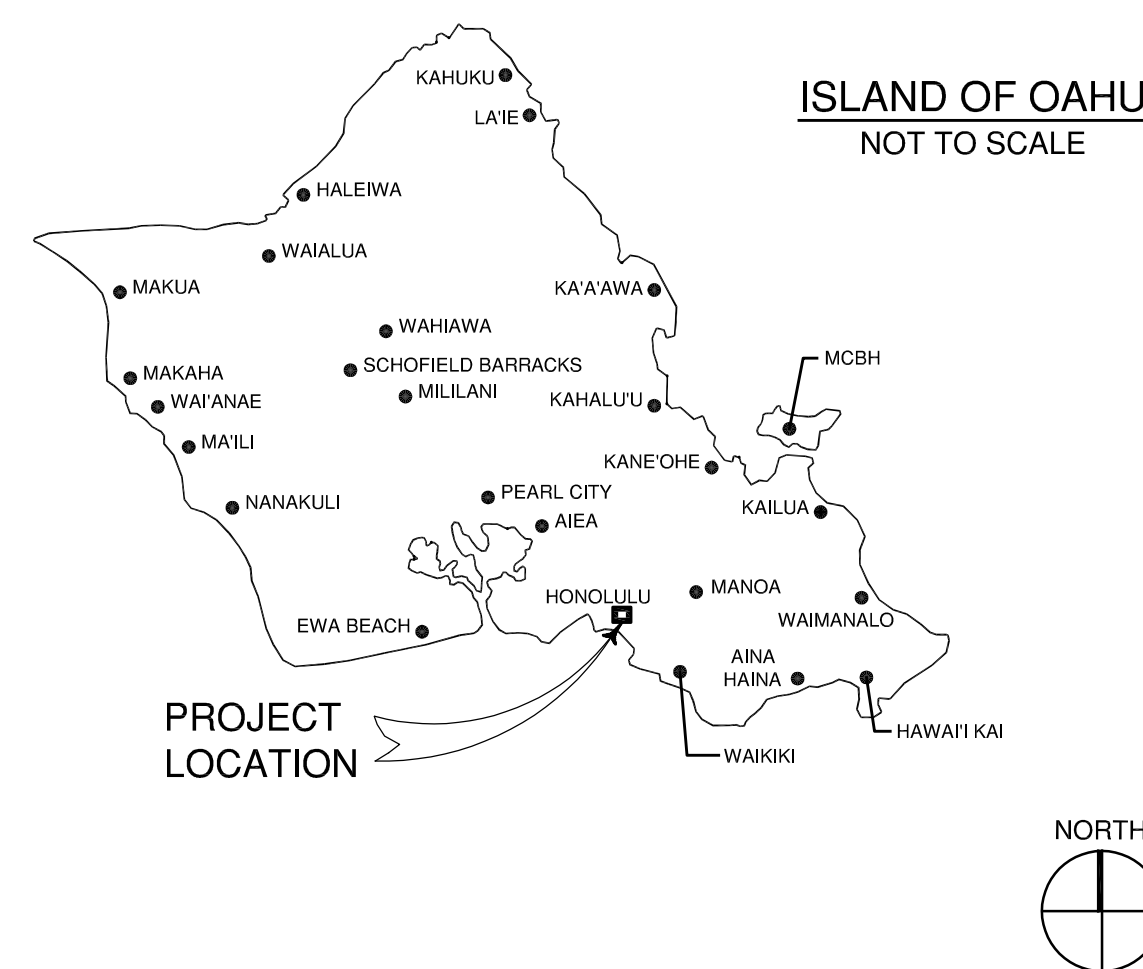 KAHUKU
ISLAND OF OAHU
LA'IE
NOT TO SCALE
HALEIWA
WAIALUA
MAKUA
KA'A'AWA
WAHIAWA
MCBH
SCHOFIELD BARRACKS
MAKAHA
MILILANI
WAI'ANAE
KAHALU'U
MA'ILI
KANE'OHE
PEARL CITY
NANAKULI
KAILUA
AIEA
MANOA
HONOLULU
WAIMANALO
EWA BEACH
AINA
HAINA
PROJECT
LOCATION
HAWAI'I KAI
WAIKIKI
NORTH